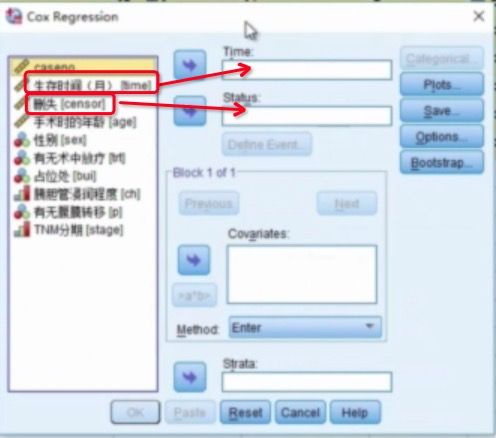 Cox Regression
caseno
生存时间（月） [time]
删失 [censor]
手术时的年龄 [age]
性别 [sex]
有无术中放疗 [trt]
占位处 [bui]
胰胆管浸润程度 [ch]
有无腹膜转移 [p]
TNM分期 [stage]
Time:
Status:
Define Event...
Block 1 of 1
Previous
Next
Covariates:
>a*b>
Method: Enter
Strata:
Categorical...
Plots...
Save...
Options...
Bootstrap...
OK Paste Reset Cancel Help